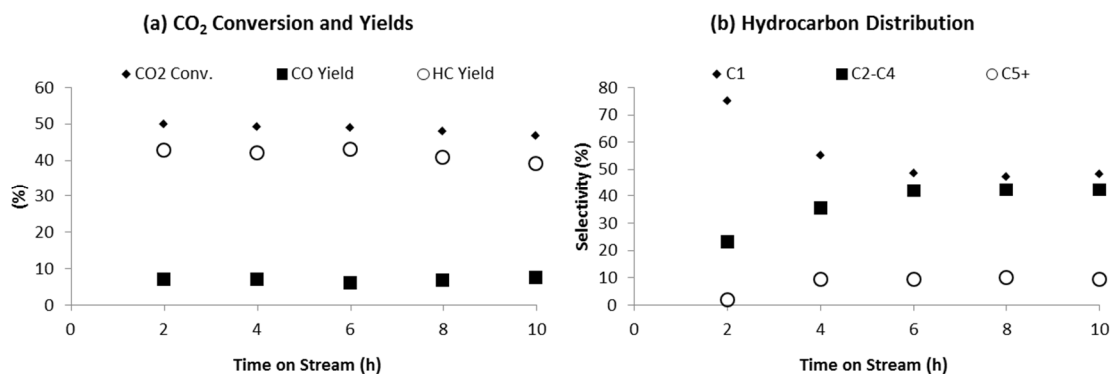 (a) CO₂ Conversion and Yields
CO2 Conv. CO Yield HC Yield
60
50
40
30
20
10
0
(%)
0 2 4 6 8 10
Time on Stream (h)
(b) Hydrocarbon Distribution
C1 C2-C4 C5+
80
70
60
50
40
30
20
10
0
Selectivity (%)
0 2 4 6 8 10
Time on Stream (h)